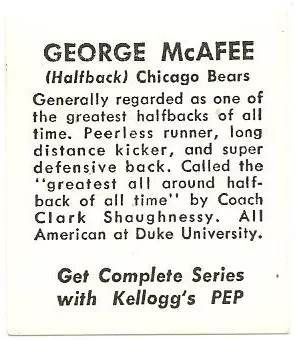 GEORGE McAFEE
(Halfback) Chicago Bears
Generally regarded as one of
the greatest halfbacks of all
time. Peerless runner, long
distance kicker, and super
defensive back. Called the
"greatest all around half-
back of all time" by Coach
Clark Shaughnessy. All
American at Duke University.
Get Complete Series
with Kellogg's PEP